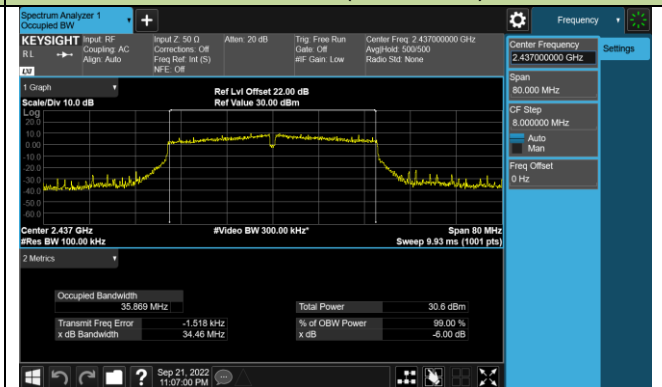 Spectrum Analyzer 1
Occupied BW
Frequency
KEYSIGHT
RL
Input: RF
Coupling: AC
Align: Auto
Input Z: 50 Ω
Corrections: Off
Freq Ref: Int (S)
NFE: Off
Atten: 20 dB
Trig: Free Run
Gate: Off
#IF Gain: Low
Center Freq: 2.437000000 GHz
Avg|Hold: 500/500
Radio Std: None
LXI
Center Frequency
2.437000000 GHz
Settings
Span
80.000 MHz
CF Step
8.000000 MHz
Auto
Man
Freq Offset
0 Hz
1 Graph
Scale/Div 10.0 dB
Ref Lvl Offset 22.00 dB
Ref Value 30.00 dBm
Log
20.0
10.0
0.00
-10.0
-20.0
-30.0
-40.0
-50.0
-60.0
Center 2.437 GHz
#Video BW 300.00 kHz*
Span 80 MHz
#Res BW 100.00 kHz
Sweep 9.93 ms (1001 pts)
2 Metrics
Occupied Bandwidth
35.869 MHz
Total Power 30.6 dBm
Transmit Freq Error -1.518 kHz
% of OBW Power 99.00 %
x dB Bandwidth 34.46 MHz
x dB -6.00 dB
?
Sep 21, 2022
11:07:00 PM